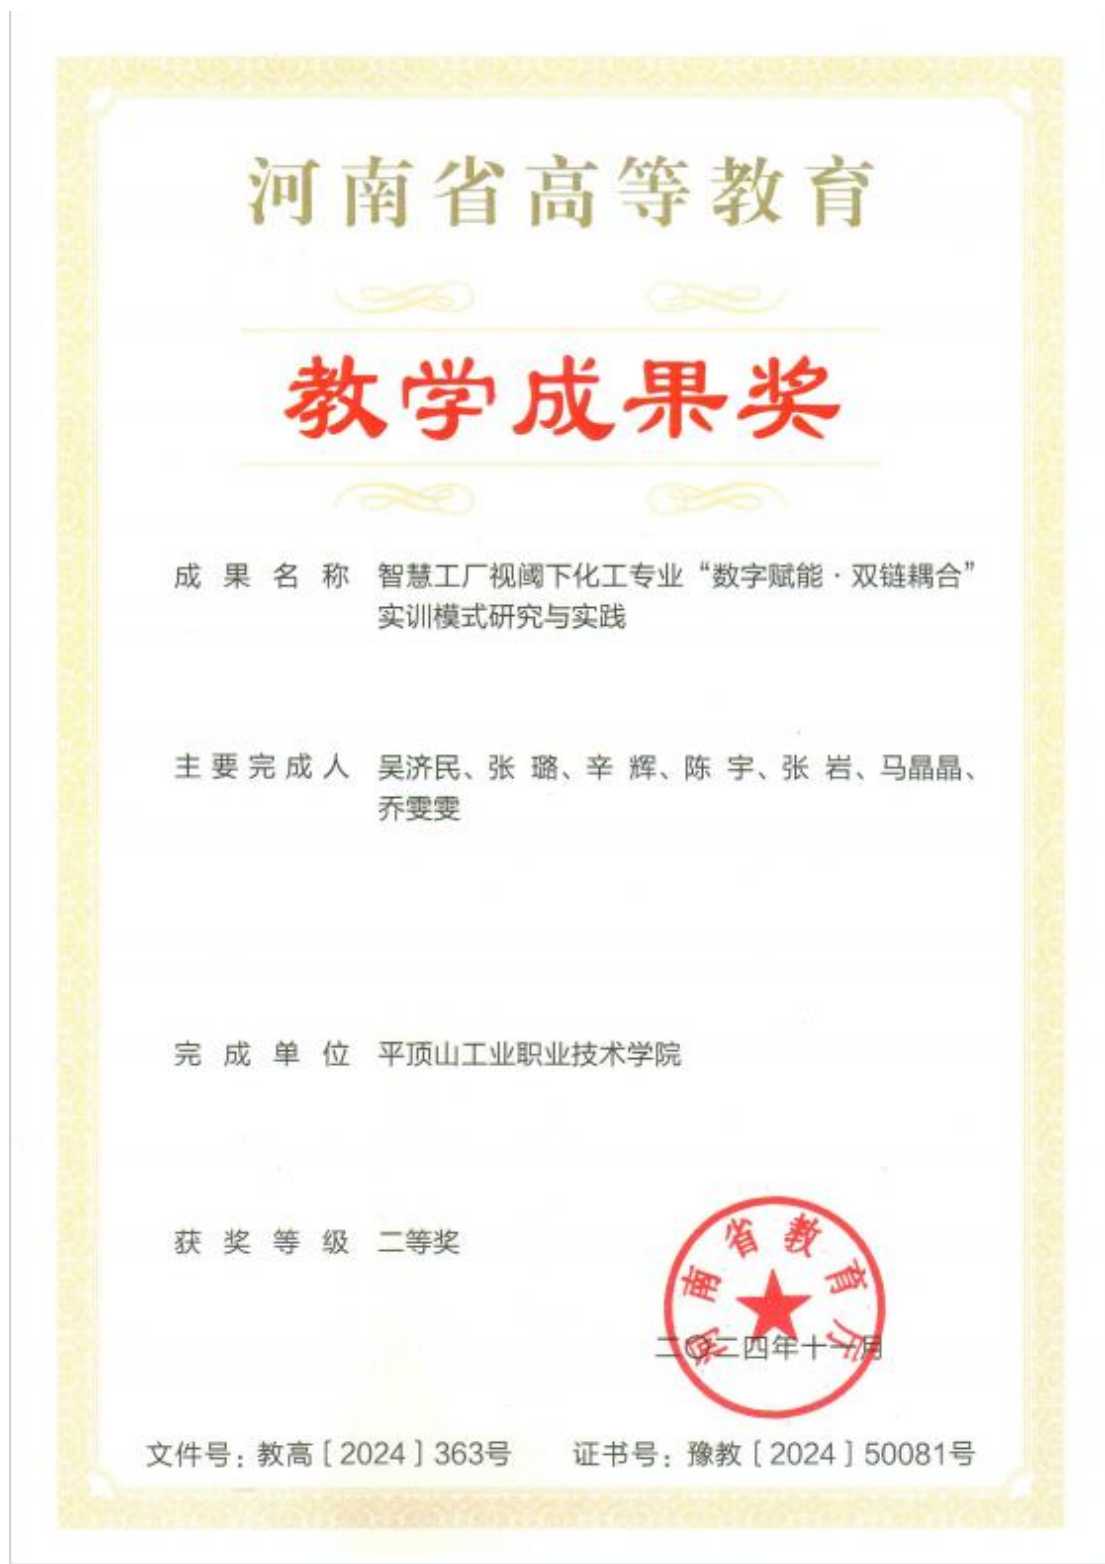 河南省高等教育
教学成果奖
成果名称 智慧工厂视阈下化工专业“数字赋能·双链耦合”
实训模式研究与实践
主要完成人 吴济民、张 璐、辛 辉、陈 宇、张 岩、马晶晶、
乔雯雯
完成单位 平顶山工业职业技术学院
获奖等级 二等奖
河南省教育厅
二〇二四年十一月
文件号：教高〔2024〕363号 证书号：豫教〔2024〕50081号